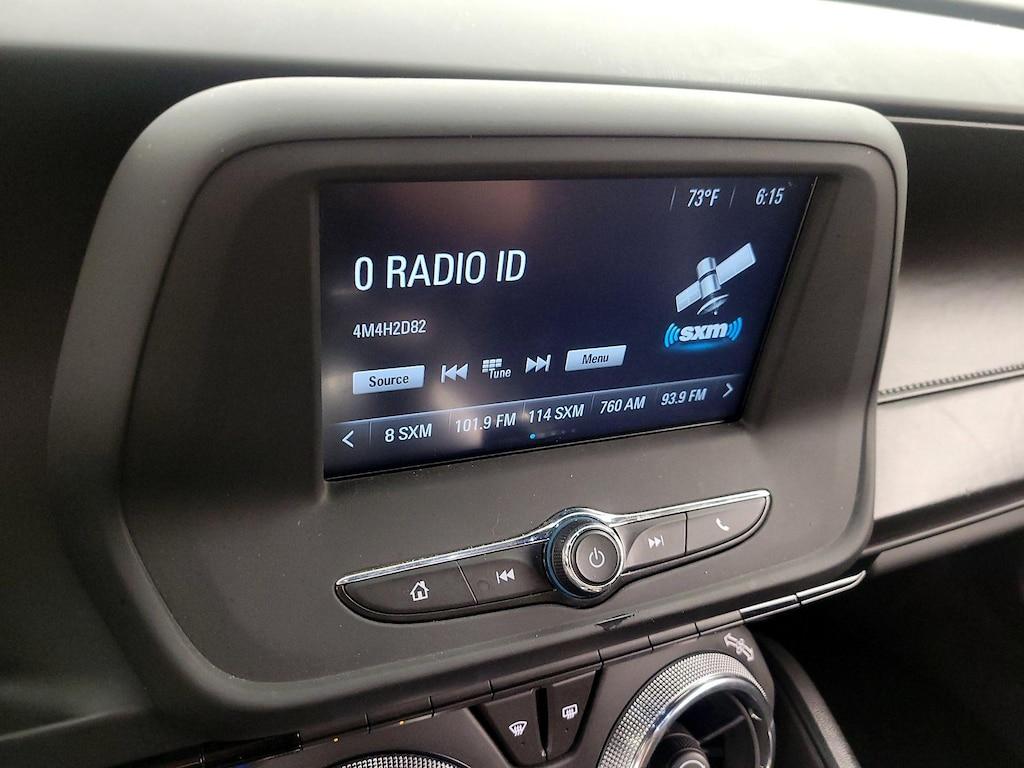 73°F 6:15
0 RADIO ID
4M4H2D82
sxm
Source Tune Menu
8 SXM 101.9 FM 114 SXM 760 AM 93.9 FM